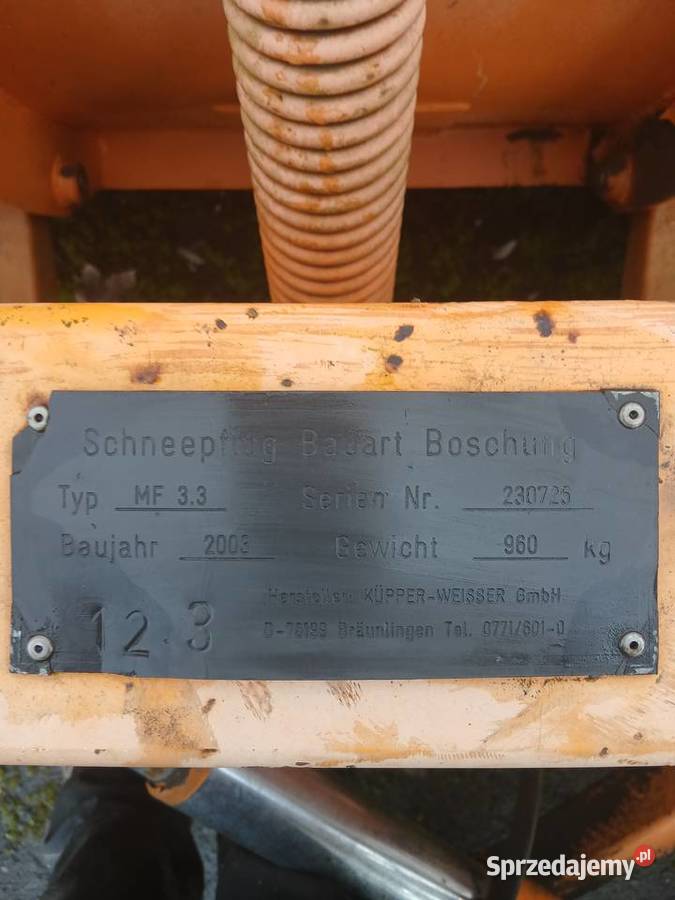 Schneepflug Bauart Boschung
Typ MF 3.3 Serien Nr. 230725
Baujahr 2003 Gewicht 960 kg
Hersteller: KÜPPER-WEISSER GmbH
D-78199 Bräunlingen Tel. 0771/601-0
12.3
Sprzedajemy.pl